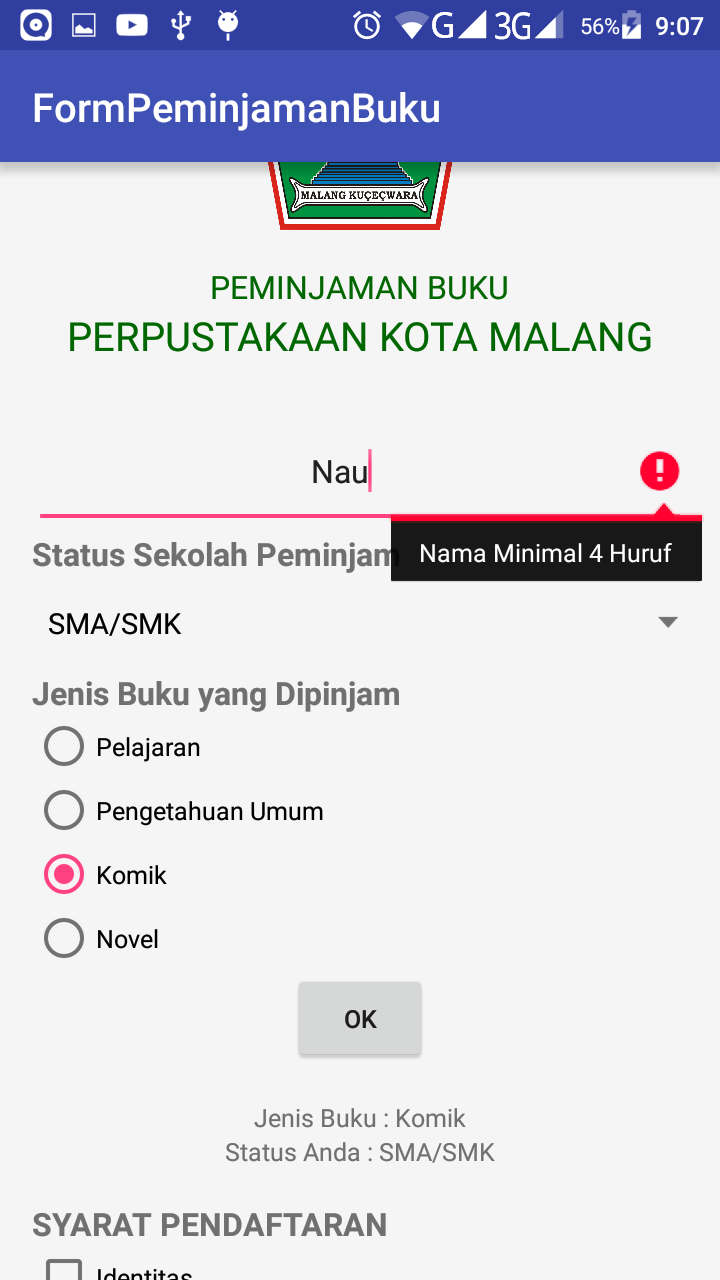 G 3G 56% 9:07
FormPeminjamanBuku
MALANG KUÇEÇWARA
PEMINJAMAN BUKU
PERPUSTAKAAN KOTA MALANG
Nau
Nama Minimal 4 Huruf
Status Sekolah Peminjam
SMA/SMK
Jenis Buku yang Dipinjam
Pelajaran
Pengetahuan Umum
Komik
Novel
OK
Jenis Buku : Komik
Status Anda : SMA/SMK
SYARAT PENDAFTARAN
Identitas